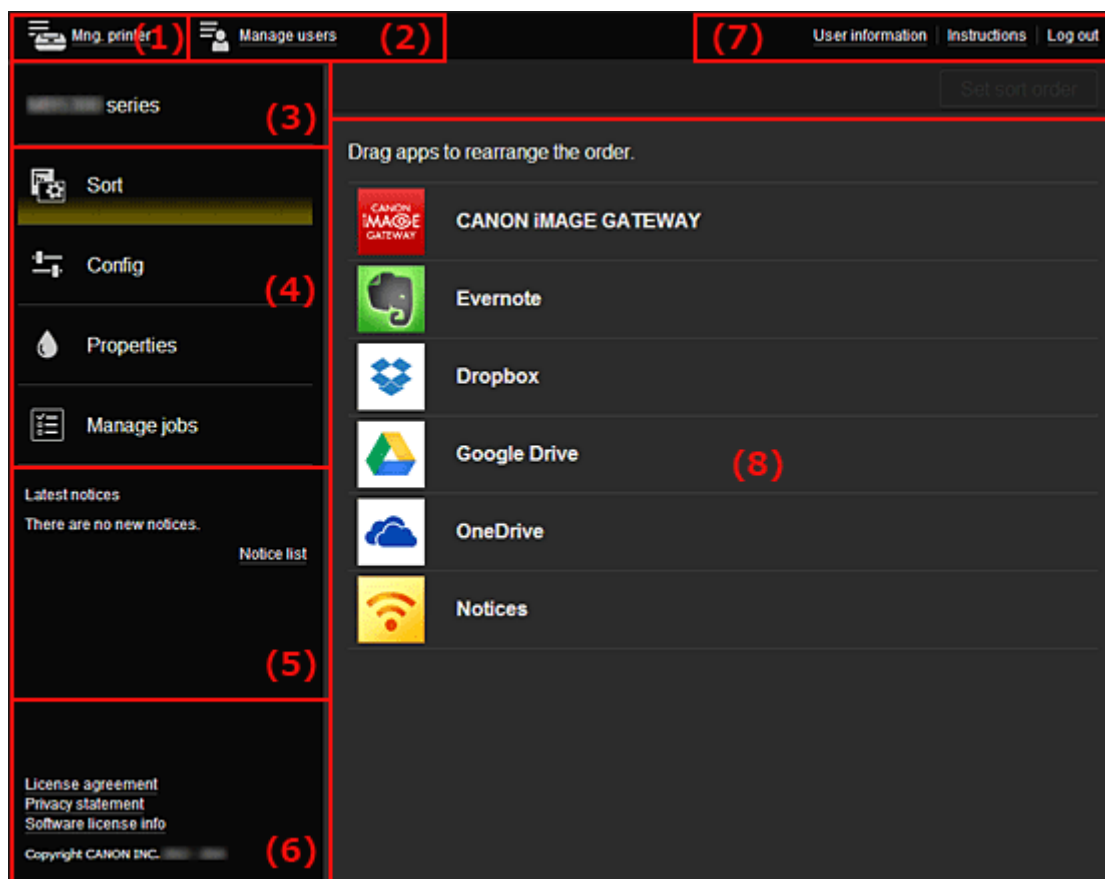 Mng. printer (1)
Manage users (2)
(7) User information Instructions Log out
series (3)
Set sort order
Drag apps to rearrange the order.
Sort
Config
(4)
Properties
Manage jobs
CANON iMAGE GATEWAY
CANON iMAGE GATEWAY
Evernote
Dropbox
Google Drive
(8)
OneDrive
Notices
Latest notices
There are no new notices.
Notice list
(5)
License agreement
Privacy statement
Software license info
Copyright CANON INC.
(6)